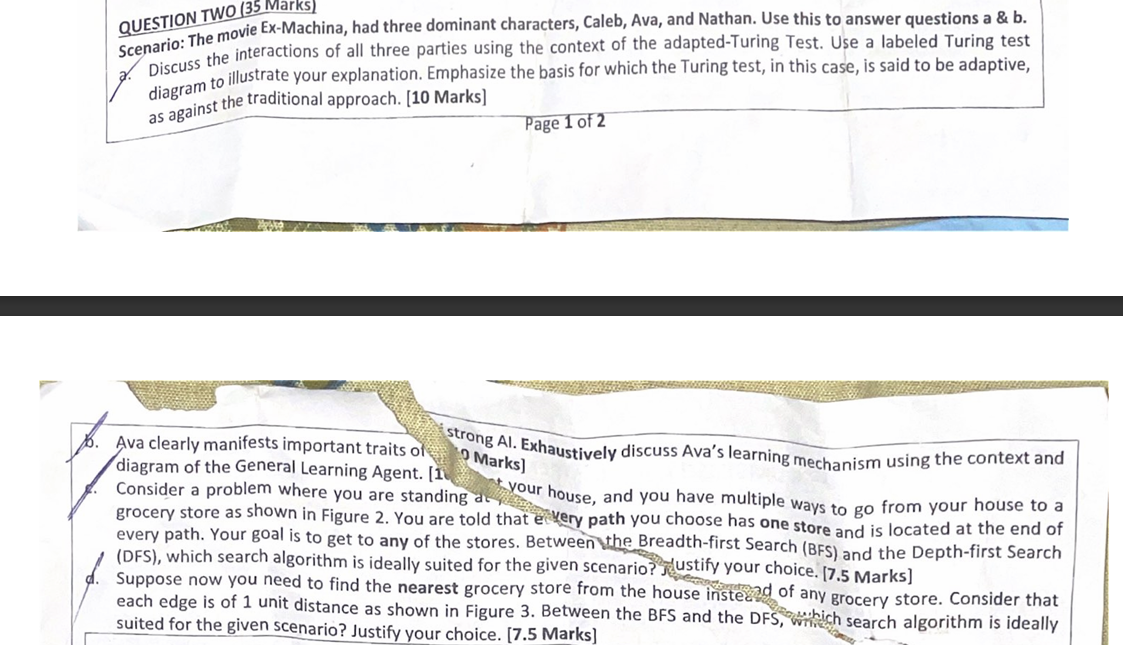 QUESTION TWO (35 Marks)
Scenario: The movie Ex-Machina, had three dominant characters, Caleb, Ava, and Nathan. Use this to answer questions a & b.
a. Discuss the interactions of all three parties using the context of the adapted-Turing Test. Use a labeled Turing test
diagram to illustrate your explanation. Emphasize the basis for which the Turing test, in this case, is said to be adaptive,
as against the traditional approach. [10 Marks]
Page 1 of 2
b. Ava clearly manifests important traits of strong AI. Exhaustively discuss Ava's learning mechanism using the context and
diagram of the General Learning Agent. [10 Marks]
c. Consider a problem where you are standing at your house, and you have multiple ways to go from your house to a
grocery store as shown in Figure 2. You are told that every path you choose has one store and is located at the end of
every path. Your goal is to get to any of the stores. Between the Breadth-first Search (BFS) and the Depth-first Search
(DFS), which search algorithm is ideally suited for the given scenario? Justify your choice. [7.5 Marks]
d. Suppose now you need to find the nearest grocery store from the house instead of any grocery store. Consider that
each edge is of 1 unit distance as shown in Figure 3. Between the BFS and the DFS, which search algorithm is ideally
suited for the given scenario? Justify your choice. [7.5 Marks]